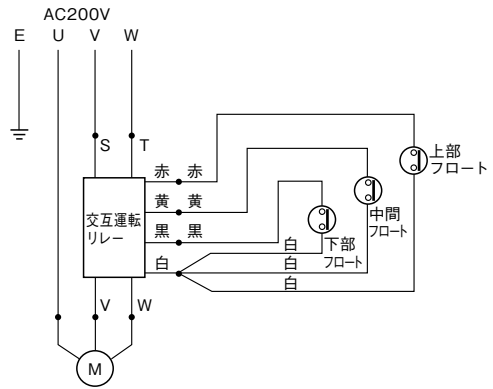 AC200V
E U V W
S T
赤 赤
黄 黄
黒 黒
白
交互運転
リレー
上部
フロート
中間
フロート
下部
フロート
白
白
白
V W
M